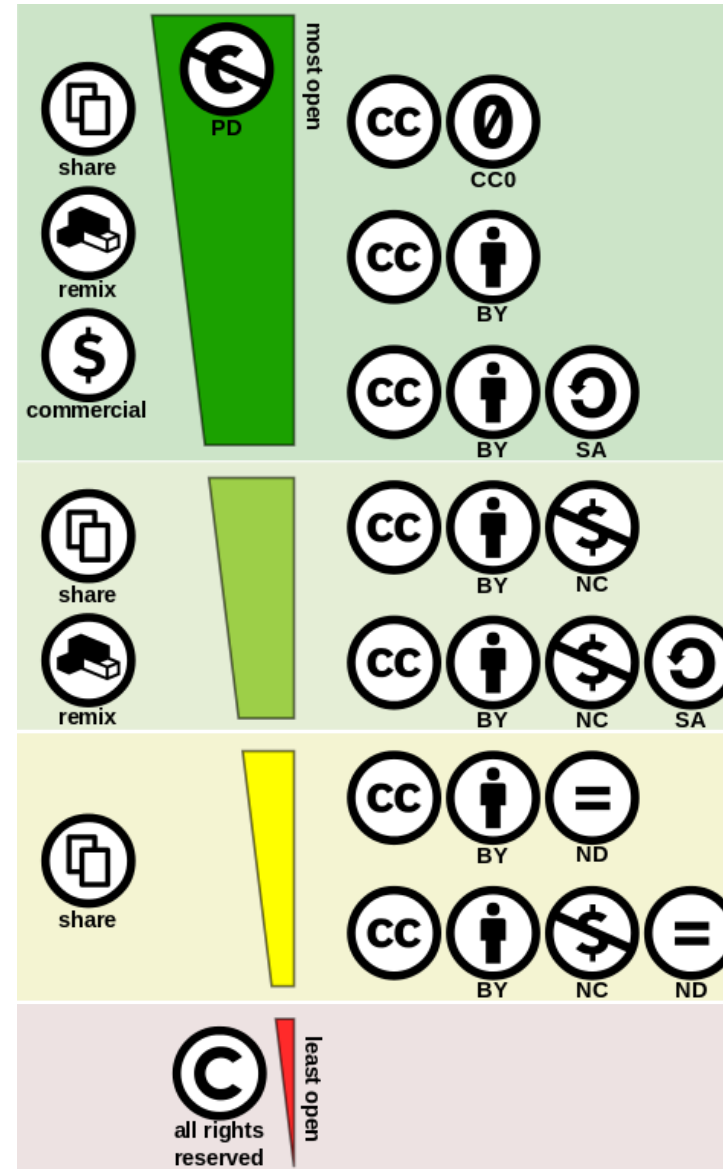 most open
PD
share
remix
$
commercial
cc 0
CC0
cc
BY
cc
BY SA
share
remix
cc $
BY NC
cc $
BY NC SA
share
cc =
BY ND
cc $ =
BY NC ND
C
all rights
reserved
least open